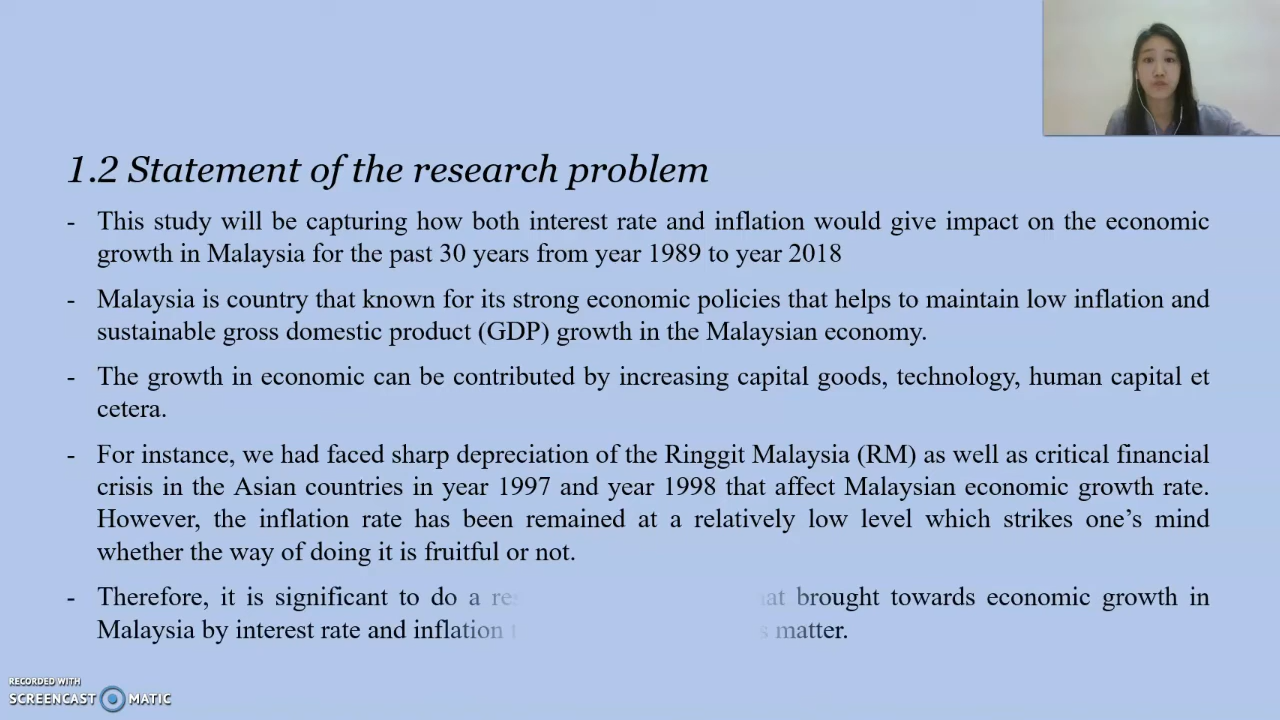 1.2 Statement of the research problem
- This study will be capturing how both interest rate and inflation would give impact on the economic
growth in Malaysia for the past 30 years from year 1989 to year 2018
- Malaysia is country that known for its strong economic policies that helps to maintain low inflation and
sustainable gross domestic product (GDP) growth in the Malaysian economy.
- The growth in economic can be contributed by increasing capital goods, technology, human capital et
cetera.
- For instance, we had faced sharp depreciation of the Ringgit Malaysia (RM) as well as critical financial
crisis in the Asian countries in year 1997 and year 1998 that affect Malaysian economic growth rate.
However, the inflation rate has been remained at a relatively low level which strikes one's mind
whether the way of doing it is fruitful or not.
- Therefore, it is significant to do a brought towards economic growth in
Malaysia by interest rate and inflation matter.
RECORDED WITH
SCREENCAST MATIC